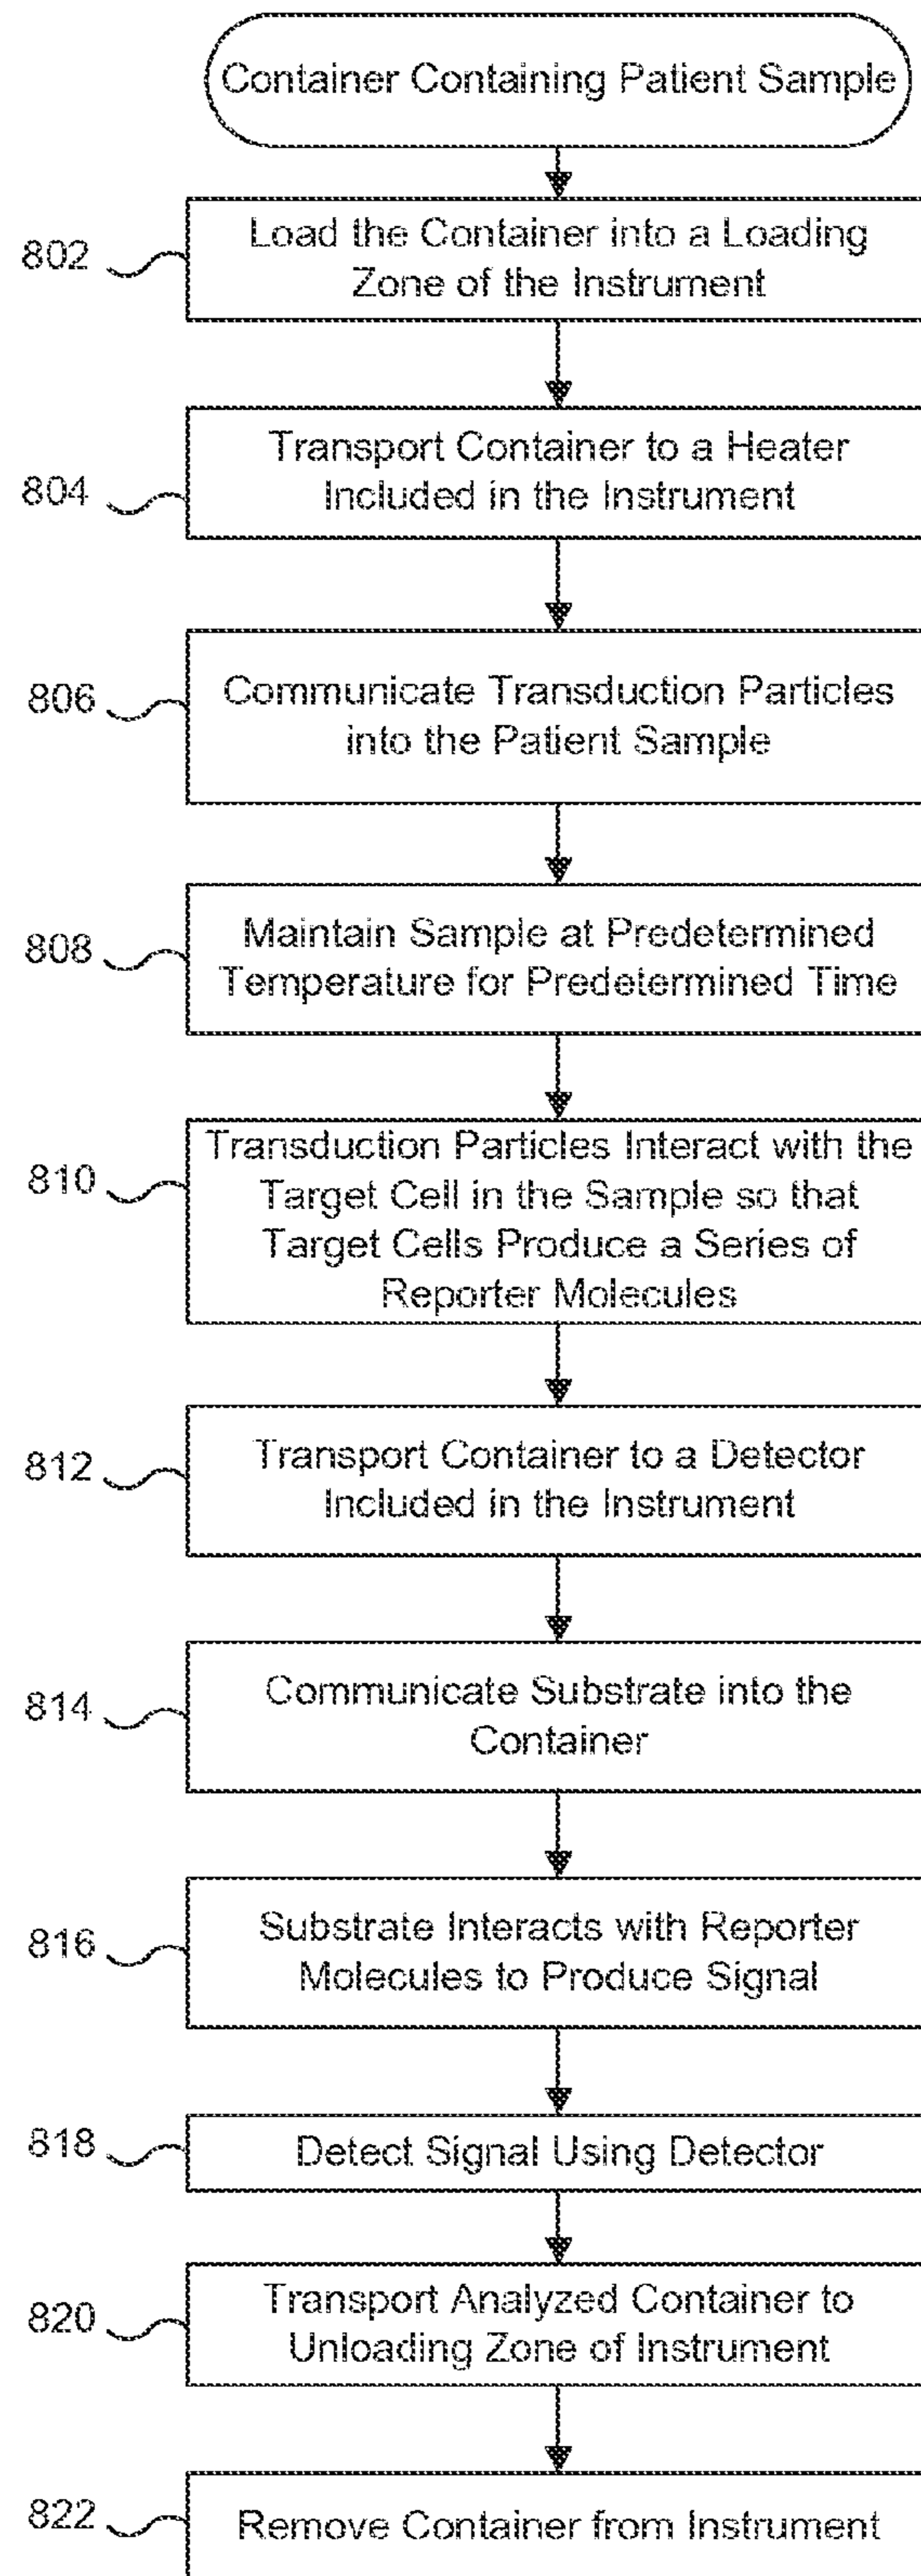 Container Containing Patient Sample
802
Load the Container into a Loading
Zone of the Instrument
804
Transport Container to a Heater
Included in the Instrument
806
Communicate Transduction Particles
into the Patient Sample
808
Maintain Sample at Predetermined
Temperature for Predetermined Time
810
Transduction Particles Interact with the
Target Cell in the Sample so that
Target Cells Produce a Series of
Reporter Molecules
812
Transport Container to a Detector
Included in the Instrument
814
Communicate Substrate into the
Container
816
Substrate Interacts with Reporter
Molecules to Produce Signal
818
Detect Signal Using Detector
820
Transport Analyzed Container to
Unloading Zone of Instrument
822
Remove Container from Instrument